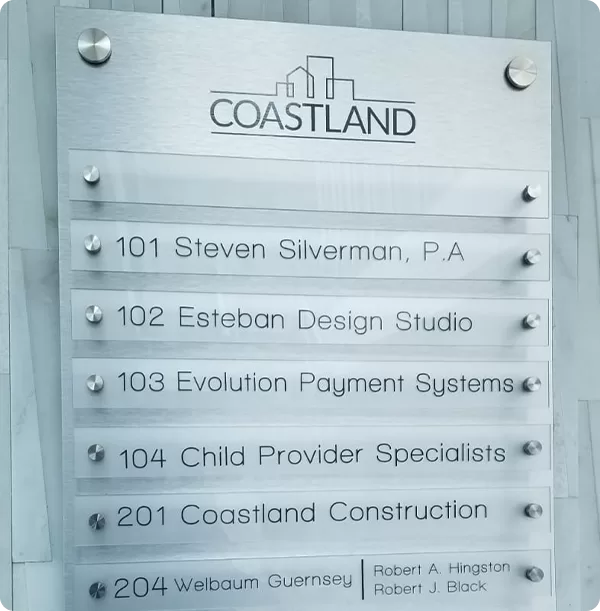 COASTLAND
101 Steven Silverman, P.A
102 Esteban Design Studio
103 Evolution Payment Systems
104 Child Provider Specialists
201 Coastland Construction
204 Welbaum Guernsey
Robert A. Hingston
Robert J. Black